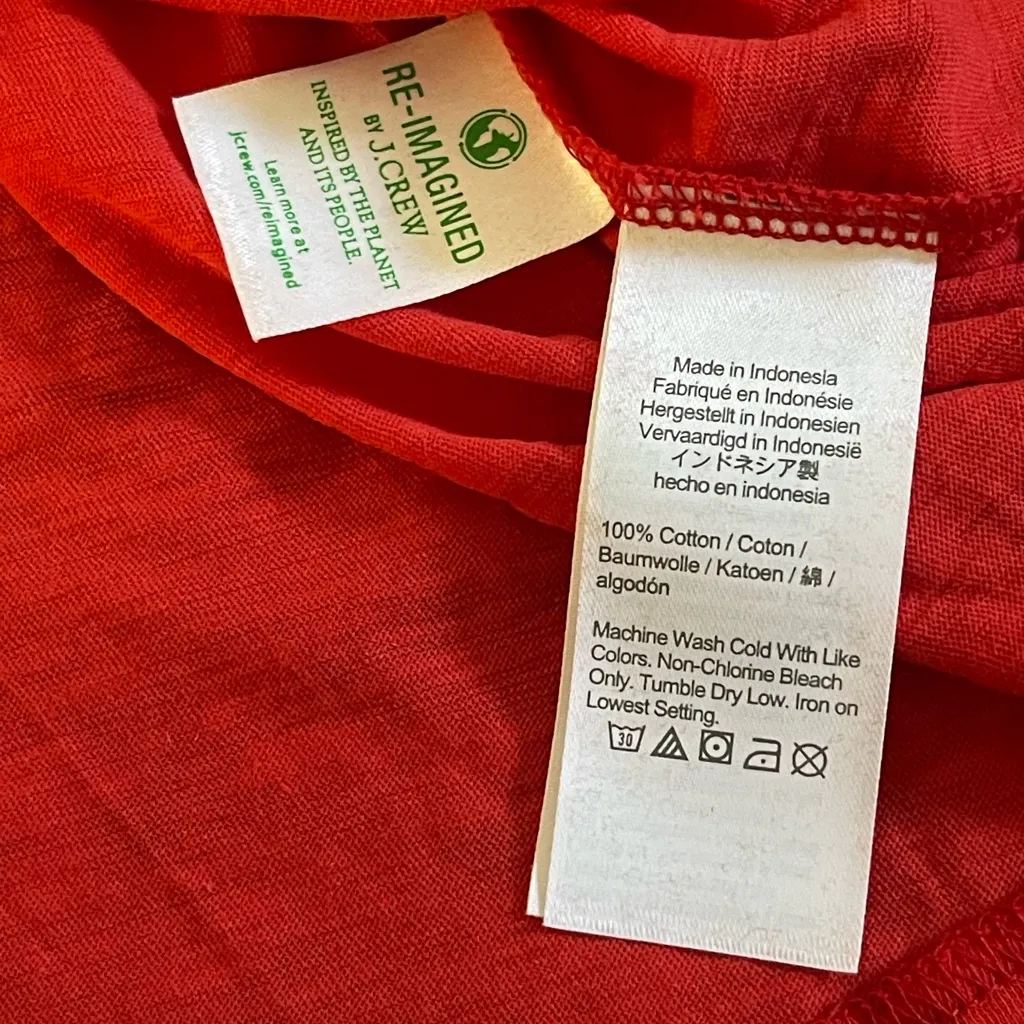 RE-IMAGINED
BY J.CREW
INSPIRED BY THE PLANET
AND ITS PEOPLE.
Learn more at
jcrew.com/reimagined
Made in Indonesia
Fabriqué en Indonésie
Hergestellt in Indonesien
Vervaardigd in Indonesië
インドネシア製
hecho en indonesia
100% Cotton / Coton /
Baumwolle / Katoen / 綿 /
algodón
Machine Wash Cold With Like
Colors. Non-Chlorine Bleach
Only. Tumble Dry Low. Iron on
Lowest Setting.
30